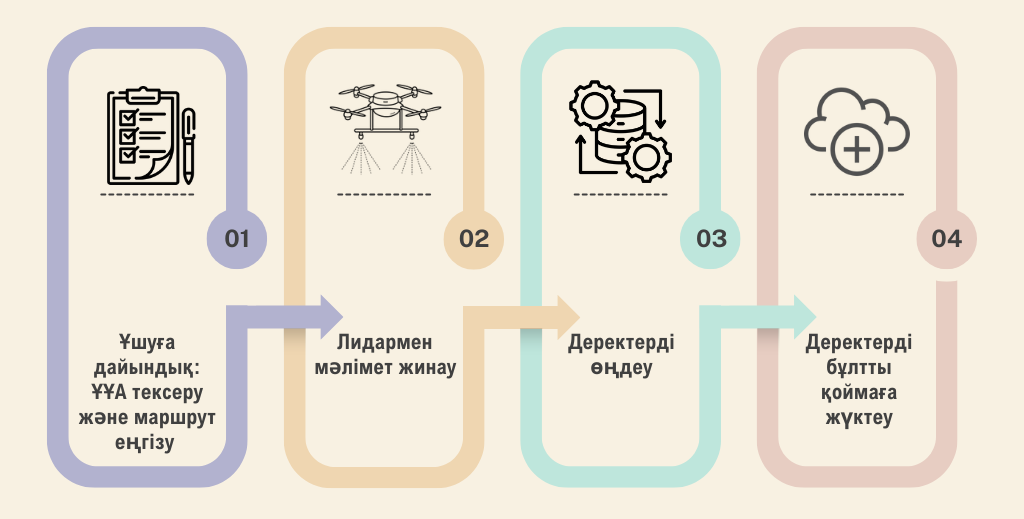 01
Ұшуға
дайындық:
ҰҰА тексеру
және маршрут
еңгізу
02
Лидармен
мәлімет жинау
03
Деректерді
өңдеу
04
Деректерді
бұлтты
қоймаға
жүктеу